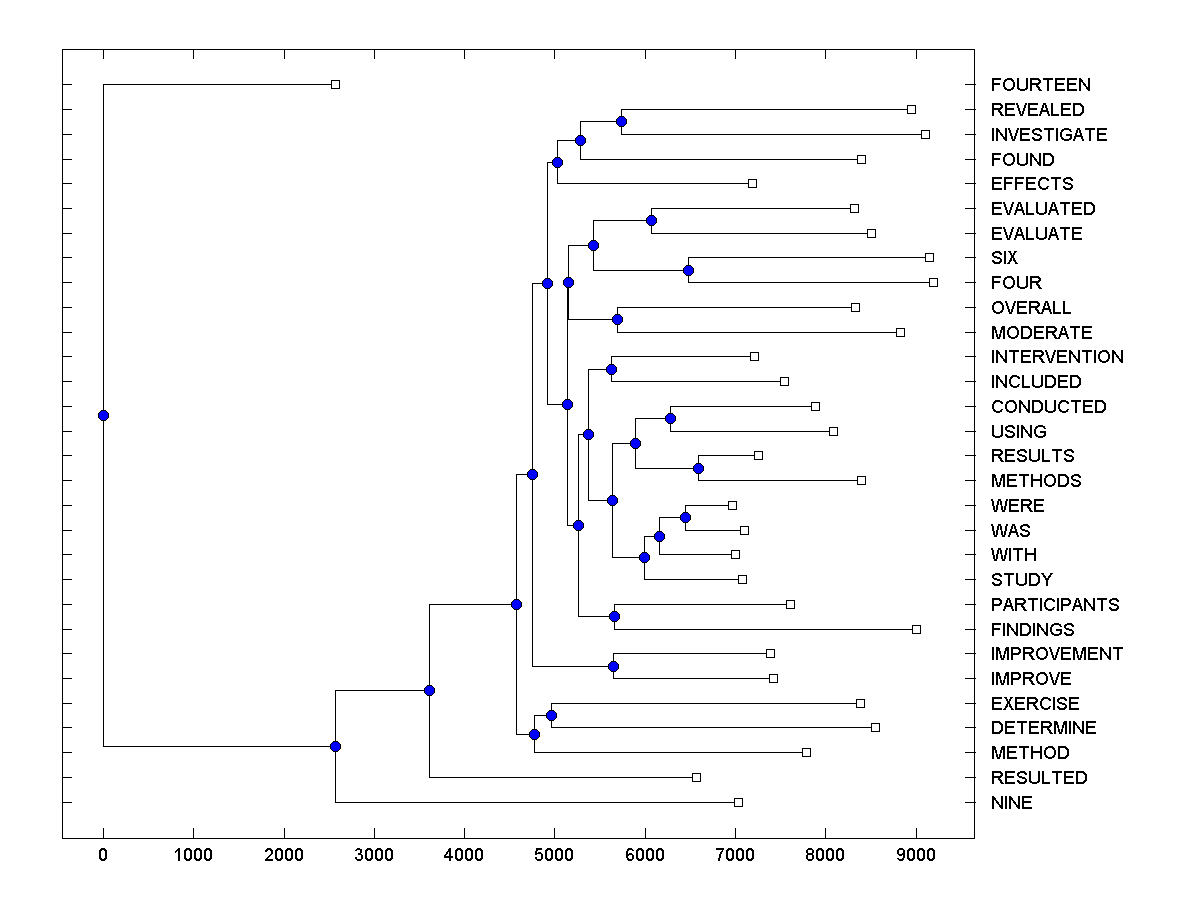 FOURTEEN
REVEALED
INVESTIGATE
FOUND
EFFECTS
EVALUATED
EVALUATE
SIX
FOUR
OVERALL
MODERATE
INTERVENTION
INCLUDED
CONDUCTED
USING
RESULTS
METHODS
WERE
WAS
WITH
STUDY
PARTICIPANTS
FINDINGS
IMPROVEMENT
IMPROVE
EXERCISE
DETERMINE
METHOD
RESULTED
NINE
0 1000 2000 3000 4000 5000 6000 7000 8000 9000